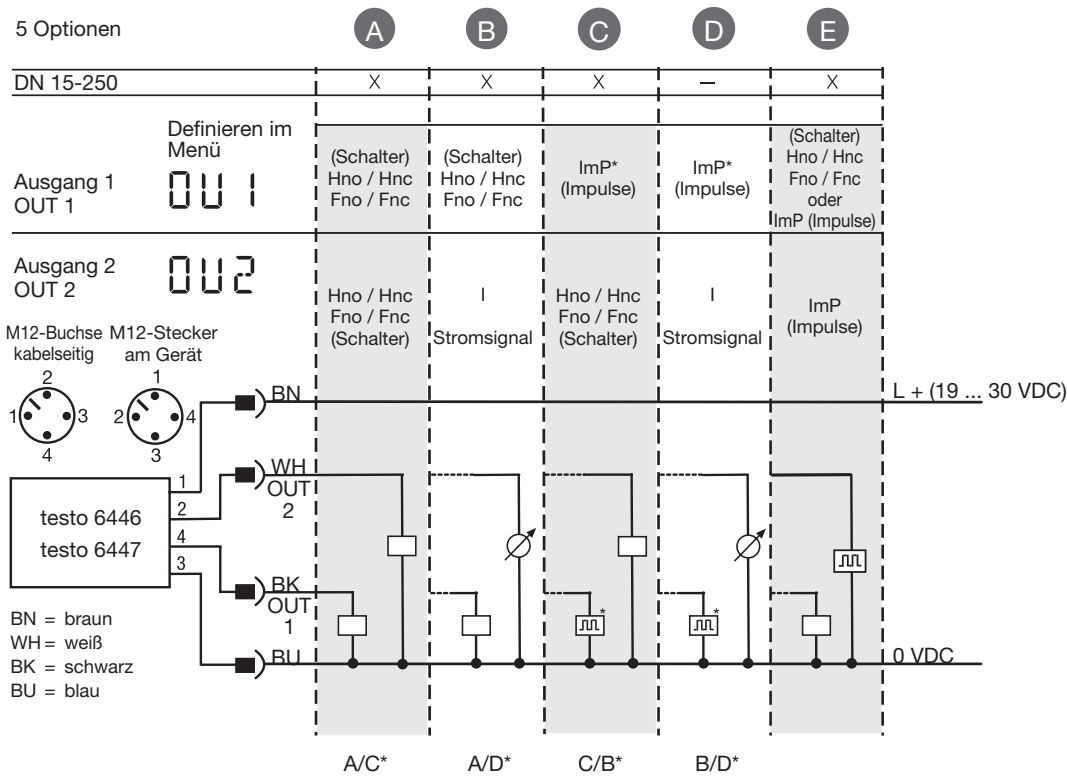 5 Optionen
A B C D E
DN 15-250 X X X – X
Definieren im
Menü
Ausgang 1
OUT 1
OU1
(Schalter)
Hno / Hnc
Fno / Fnc
(Schalter)
Hno / Hnc
Fno / Fnc
ImP*
(Impulse)
ImP*
(Impulse)
(Schalter)
Hno / Hnc
Fno / Fnc
oder
ImP (Impulse)
Ausgang 2
OUT 2
OU2
Hno / Hnc
Fno / Fnc
(Schalter)
I
Stromsignal
Hno / Hnc
Fno / Fnc
(Schalter)
I
Stromsignal
ImP
(Impulse)
M12-Buchse
kabelseitig
2
1 3
4
M12-Stecker
am Gerät
1
2 4
3
BN
L + (19 ... 30 VDC)
testo 6446
testo 6447
1
2
4
3
WH
OUT
2
BK
OUT
1
* *
BU
0 VDC
BN = braun
WH = weiß
BK = schwarz
BU = blau
A/C* A/D* C/B* B/D*